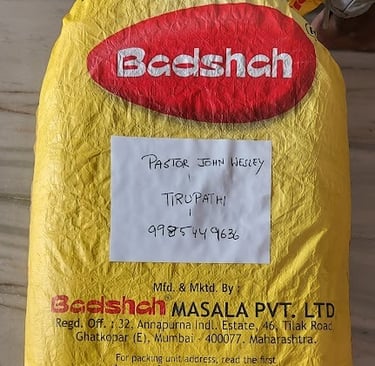 Badshah
PASTOR JOHN WESLEY
TIRUPATHI
9985449636
Mfd. & Mktd. By :
Badshah® MASALA PVT. LTD
Regd. Off : 32, Annapurna Indl. Estate, 46, Tilak Road
Ghatkopar (E), Mumbai - 400077. Maharashtra.
For packing unit address, read the first